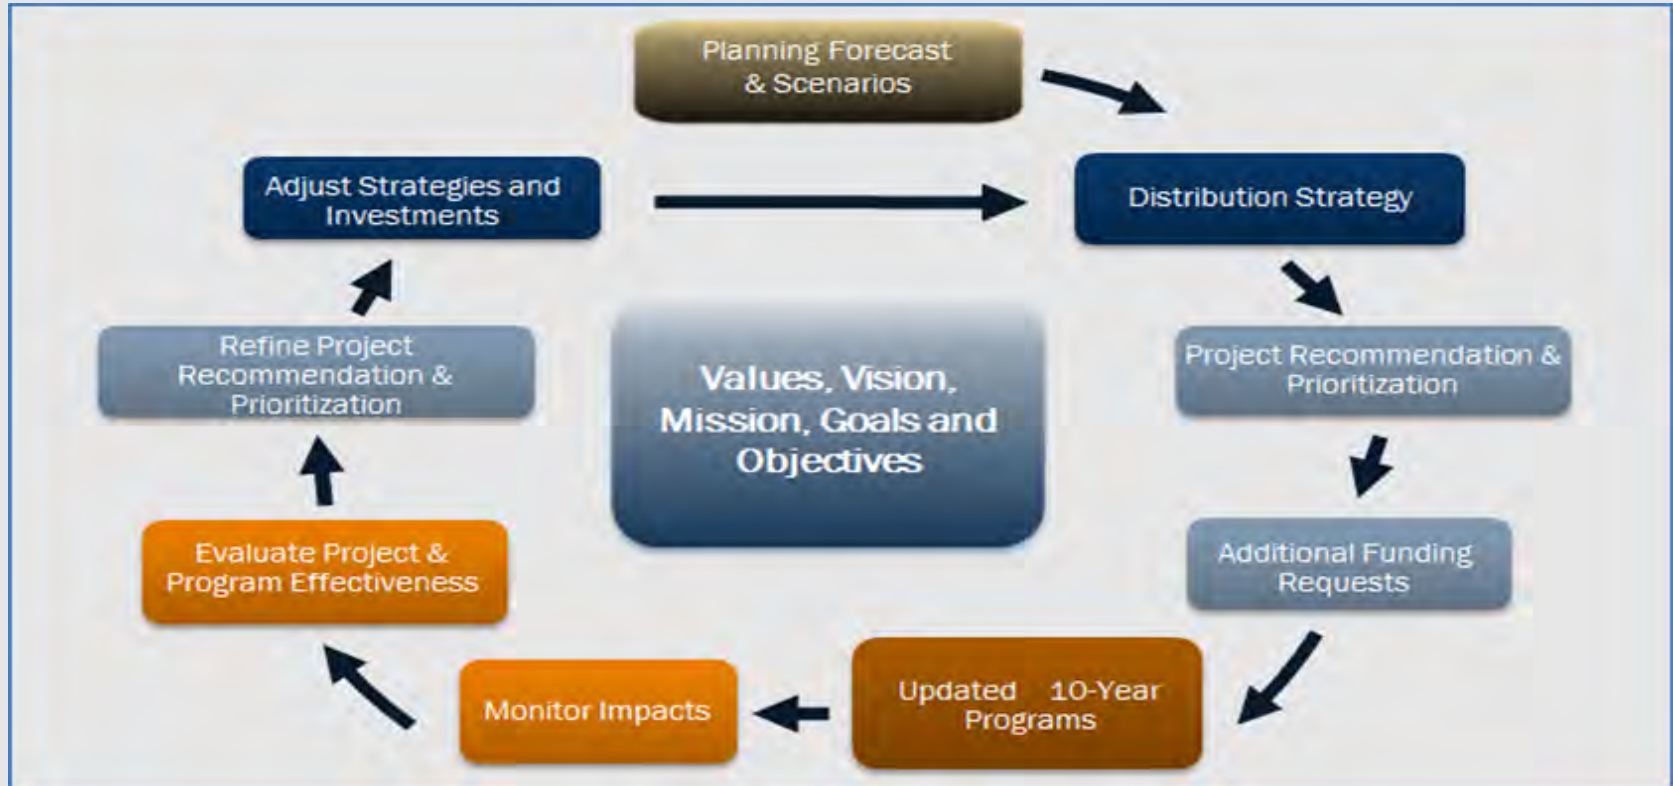 Planning Forecast
& Scenarios
Adjust Strategies and
Investments
Distribution Strategy
Refine Project
Recommendation &
Prioritization
Values, Vision,
Mission, Goals and
Objectives
Project Recommendation &
Prioritization
Evaluate Project &
Program Effectiveness
Additional Funding
Requests
Monitor Impacts
Updated 10-Year
Programs